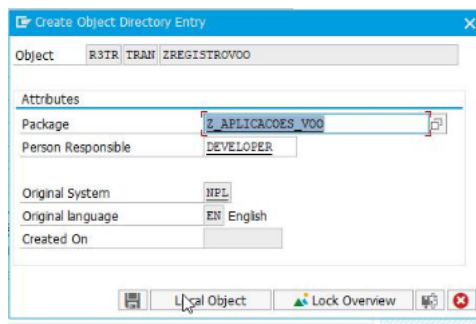 Create Object Directory Entry
Object R3TR TRAN ZREGISTROVOO
Attributes
Package Z_APLICACOES_VOO
Person Responsible DEVELOPER
Original System NPL
Original language EN English
Created On
Local Object Lock Overview